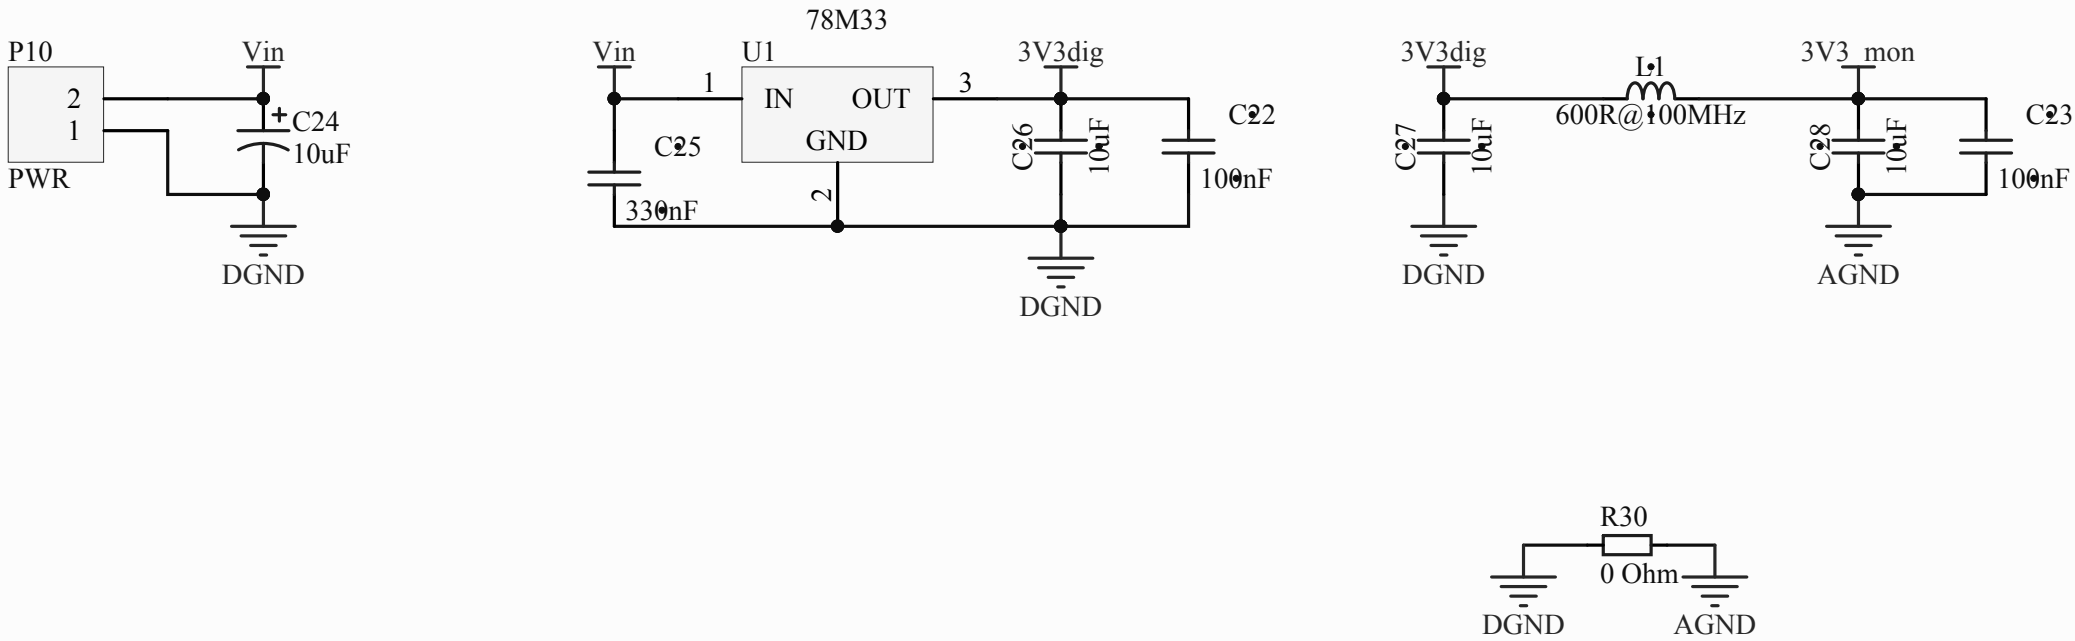 P10
2
1
PWR
Vin
+
C24
10uF
DGND
78M33
Vin
U1
1
IN
OUT
GND
3
2
C25
330nF
3V3dig
C26
10uF
C22
100nF
DGND
3V3dig
C27
10uF
DGND
L1
600R@100MHz
3V3_mon
C28
10uF
C23
100nF
AGND
R30
0 Ohm
DGND
AGND